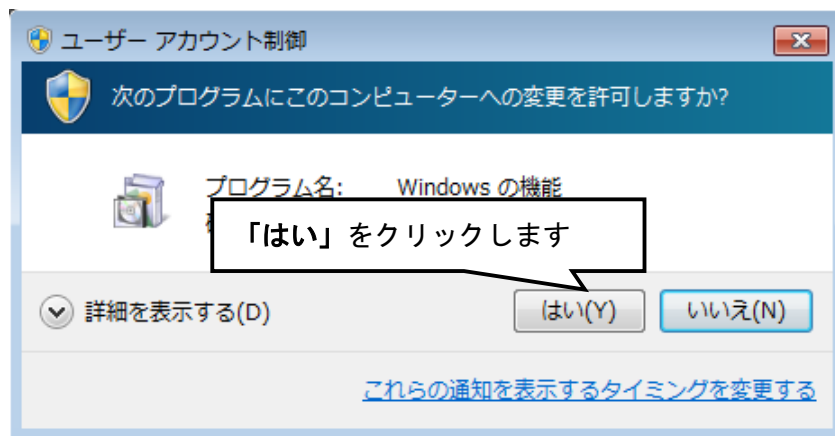 ユーザー アカウント制御
次のプログラムにこのコンピューターへの変更を許可しますか?
プログラム名: Windows の機能
「はい」をクリックします
詳細を表示する(D)
はい(Y)
いいえ(N)
これらの通知を表示するタイミングを変更する